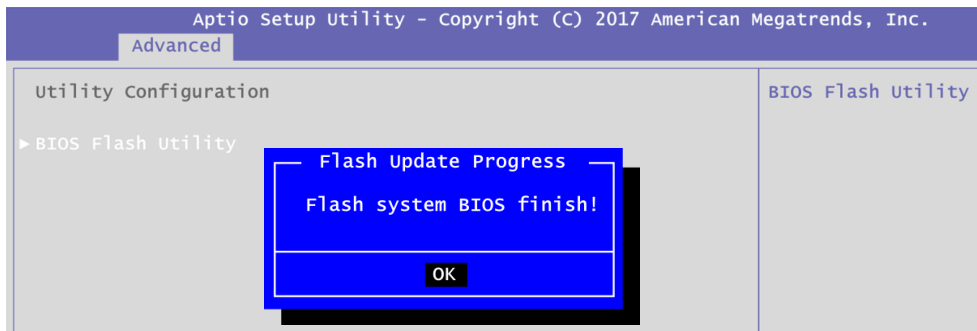 Aptio Setup Utility - Copyright (C) 2017 American Megatrends, Inc.
Advanced
Utility Configuration
BIOS Flash Utility
►BIOS Flash Utility
Flash Update Progress
Flash system BIOS finish!
OK